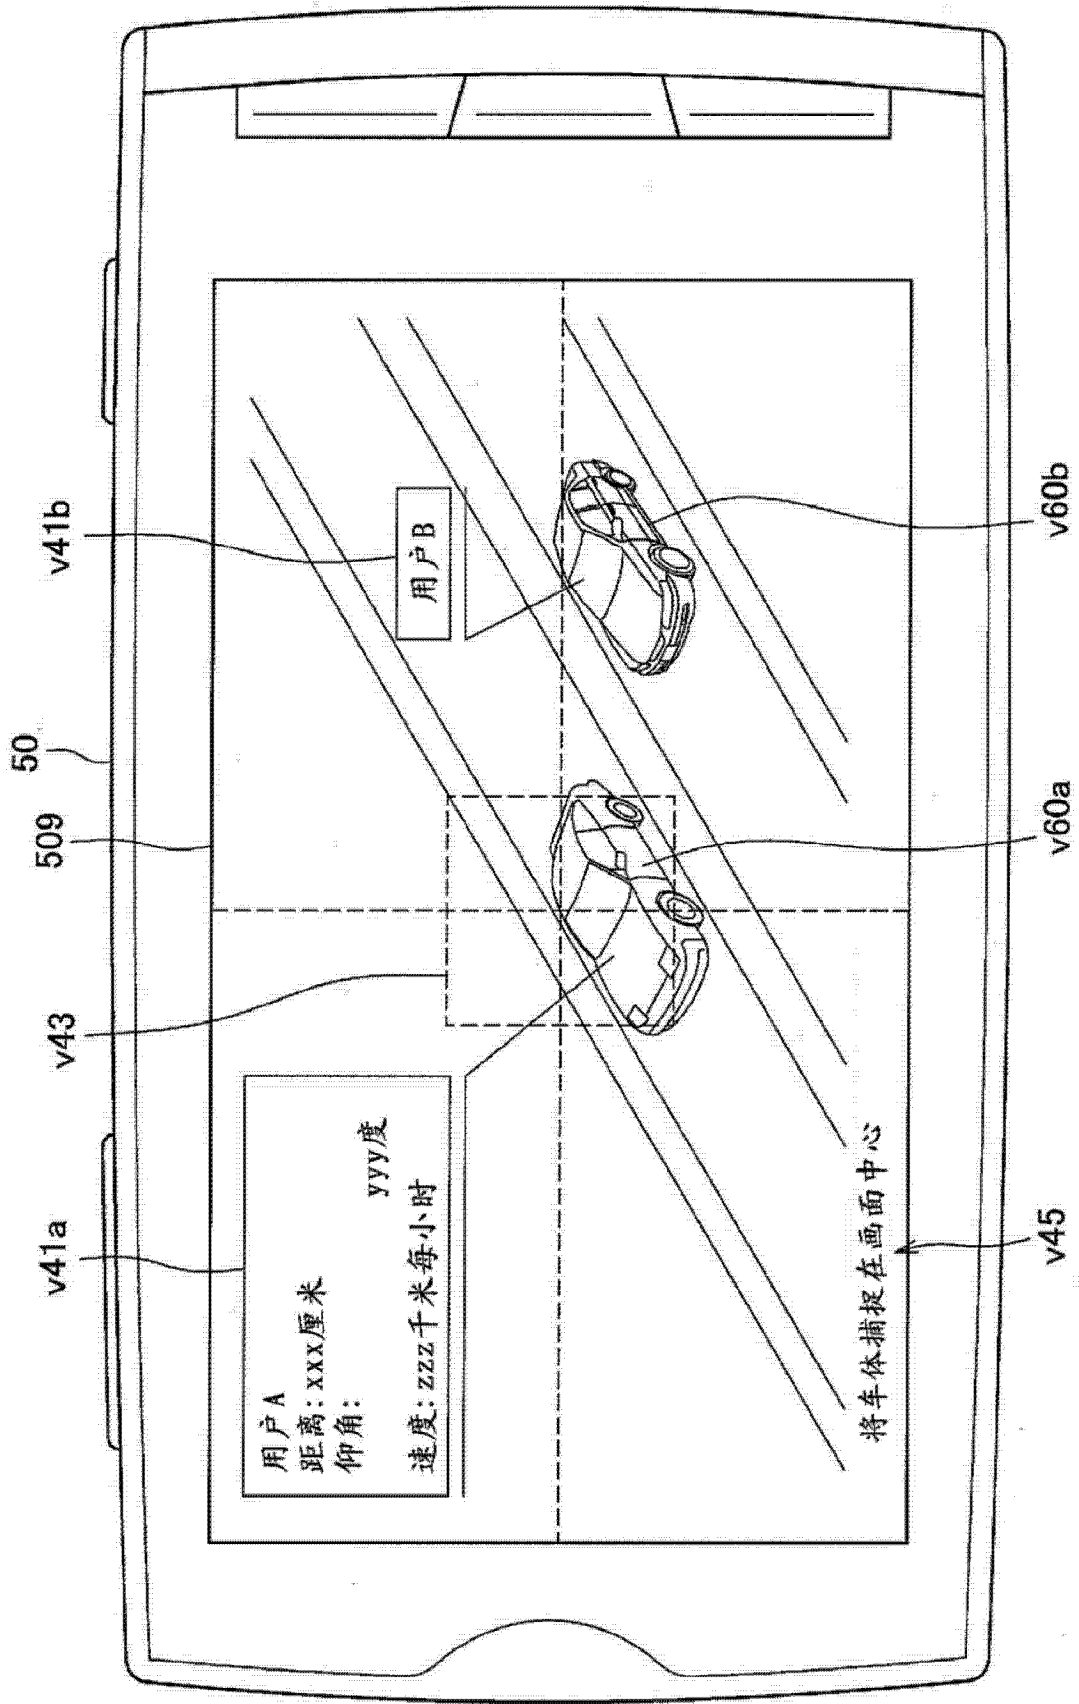 50
509
v41a
v43
v41b
用户A
距离:xxx厘米
仰角:
yyy度
速度:zzz千米每小时
用户B
将车体捕捉在画面中心
v45
v60a
v60b